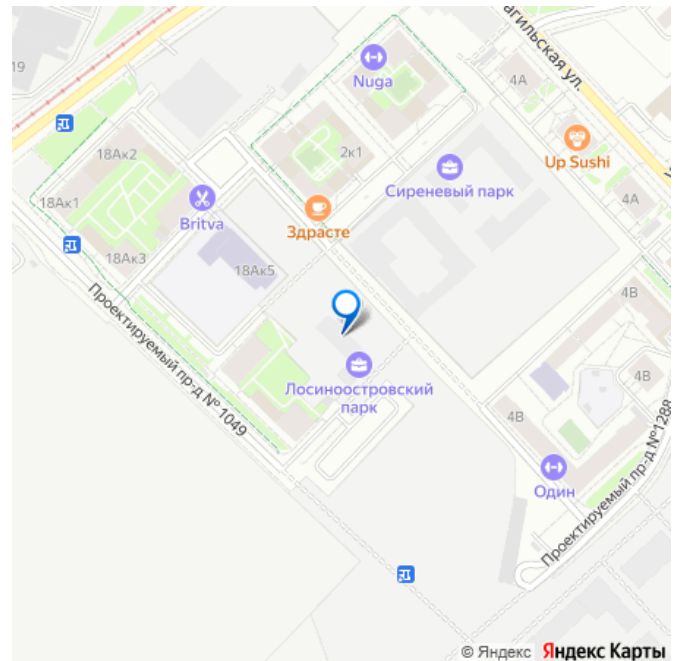 19
агильская ул.
Nuga
4А
Up Sushi
18Ак2
2к1
Сиреневый парк
4А
18Ак1
Britva
Здрасте
18Ак3
18Ак5
4В
Проектируемый пр-д № 1049
Лосиноостровский
парк
4В
4В
Один
Проектируемый пр-д №1288
© Яндекс Яндекс Карты